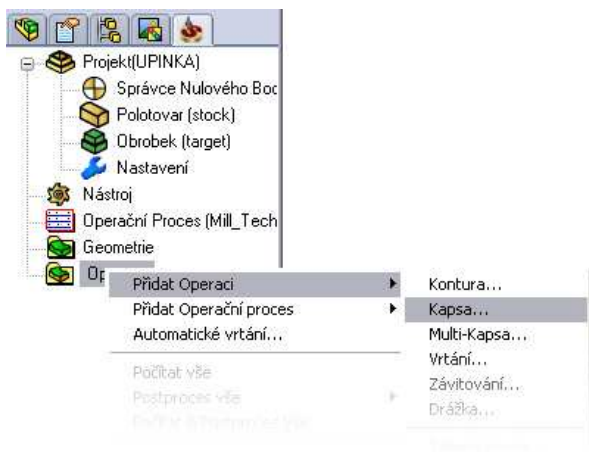 Projekt(UPINKA)
Správce Nulového Boc
Polotovar (stock)
Obrobek (target)
Nastavení
Nástroj
Operační Proces (Mill_Tech
Geometrie
Op
Přidat Operaci
Přidat Operační proces
Automatické vrtání...
Počítat vše
Postproces vše
Kontura...
Kapsa...
Multi-Kapsa...
Vrtání...
Závitování...
Drážka...